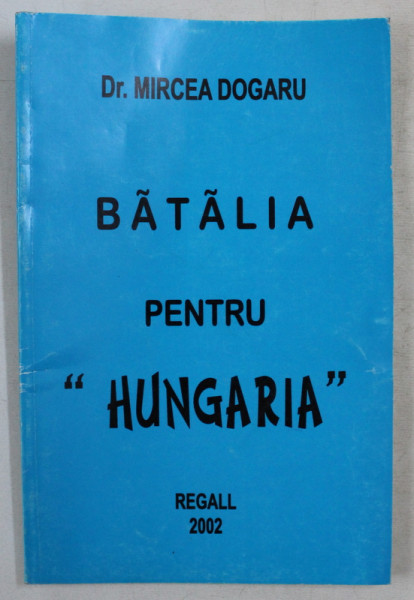 Dr. MIRCEA DOGARU
BÃTÃLIA
PENTRU
“ HUNGARIA”
REGALL
2002